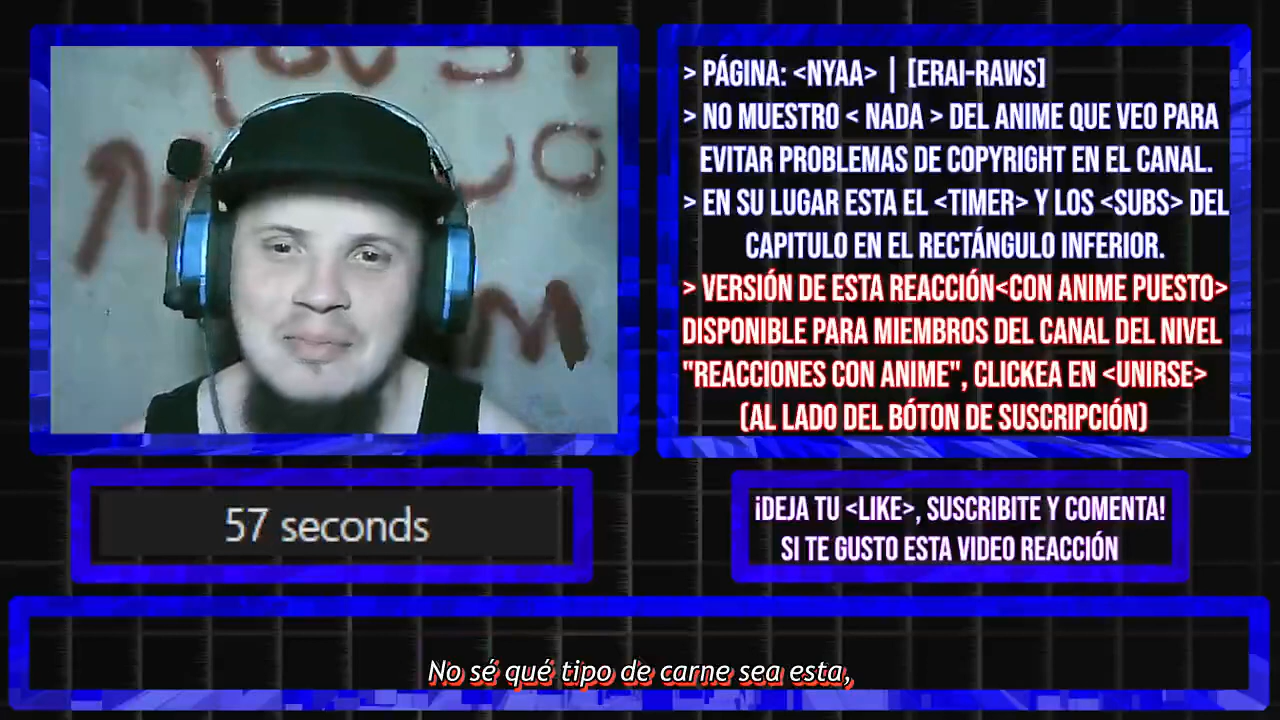 > PÁGINA: <NYAA> | [ERAI-RAWS]
> NO MUESTRO < NADA > DEL ANIME QUE VEO PARA
EVITAR PROBLEMAS DE COPYRIGHT EN EL CANAL.
> EN SU LUGAR ESTA EL <TIMER> Y LOS <SUBS> DEL
CAPITULO EN EL RECTÁNGULO INFERIOR.
> VERSIÓN DE ESTA REACCIÓN<CON ANIME PUESTO>
DISPONIBLE PARA MIEMBROS DEL CANAL DEL NIVEL
"REACCIONES CON ANIME", CLICKEA EN <UNIRSE>
(AL LADO DEL BÓTON DE SUSCRIPCIÓN)
57 seconds
¡DEJA TU <LIKE>, SUSCRIBITE Y COMENTA!
SI TE GUSTO ESTA VIDEO REACCIÓN
No sé qué tipo de carne sea esta,